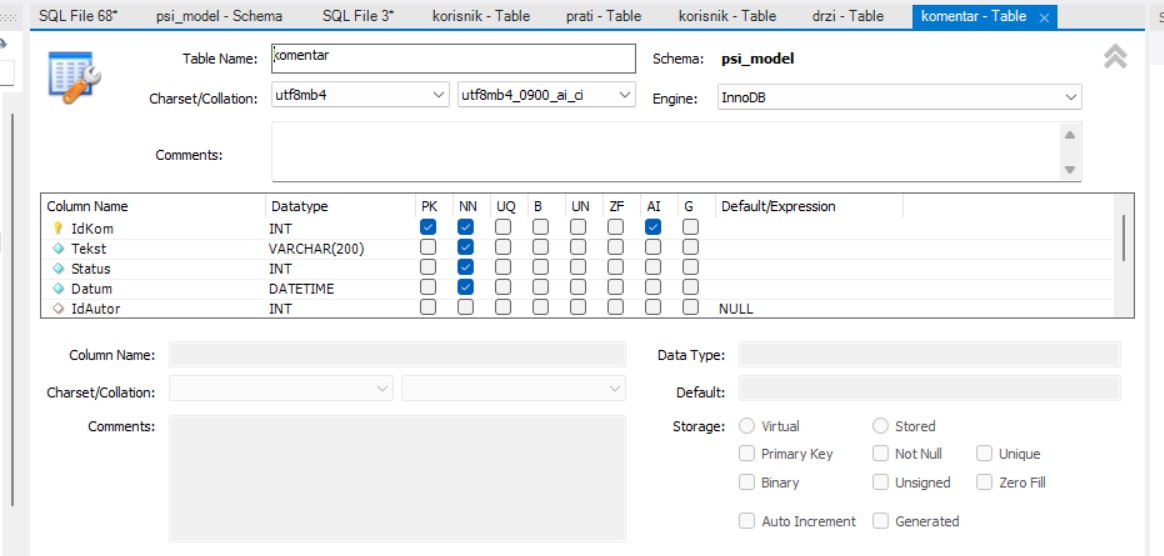 SQL File 68* psi_model - Schema SQL File 3* korisnik - Table prati - Table korisnik - Table drzi - Table komentar - Table
Table Name: komentar Schema: psi_model
Charset/Collation: utf8mb4 utf8mb4_0900_ai_ci Engine: InnoDB
Comments:
Column Name Datatype PK NN UQ B UN ZF AI G Default/Expression
IdKom INT
Tekst VARCHAR(200)
Status INT
Datum DATETIME
IdAutor INT NULL
Column Name: Data Type:
Charset/Collation: Default:
Comments: Storage: Virtual Stored
Primary Key Not Null Unique
Binary Unsigned Zero Fill
Auto Increment Generated